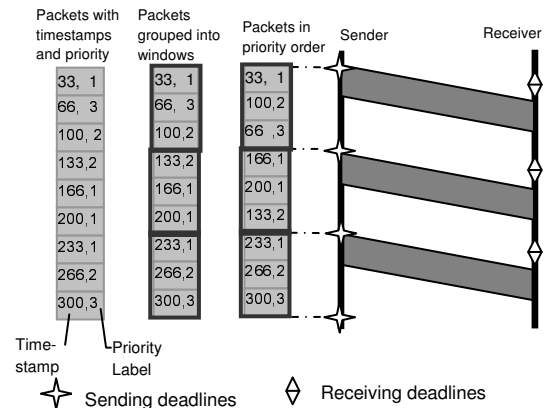 Packets with
timestamps
and priority
Packets
grouped into
windows
Packets in
priority order
Sender
Receiver
33, 1
66, 3
100, 2
133,2
166,1
200,1
233,1
266,2
300,3
33, 1
66, 3
100,2
133,2
166,1
200,1
233,1
266,2
300,3
33, 1
100,2
66 ,3
166,1
200,1
133,2
233,1
266,2
300,3
Time-
stamp
Priority
Label
Sending deadlines
Receiving deadlines